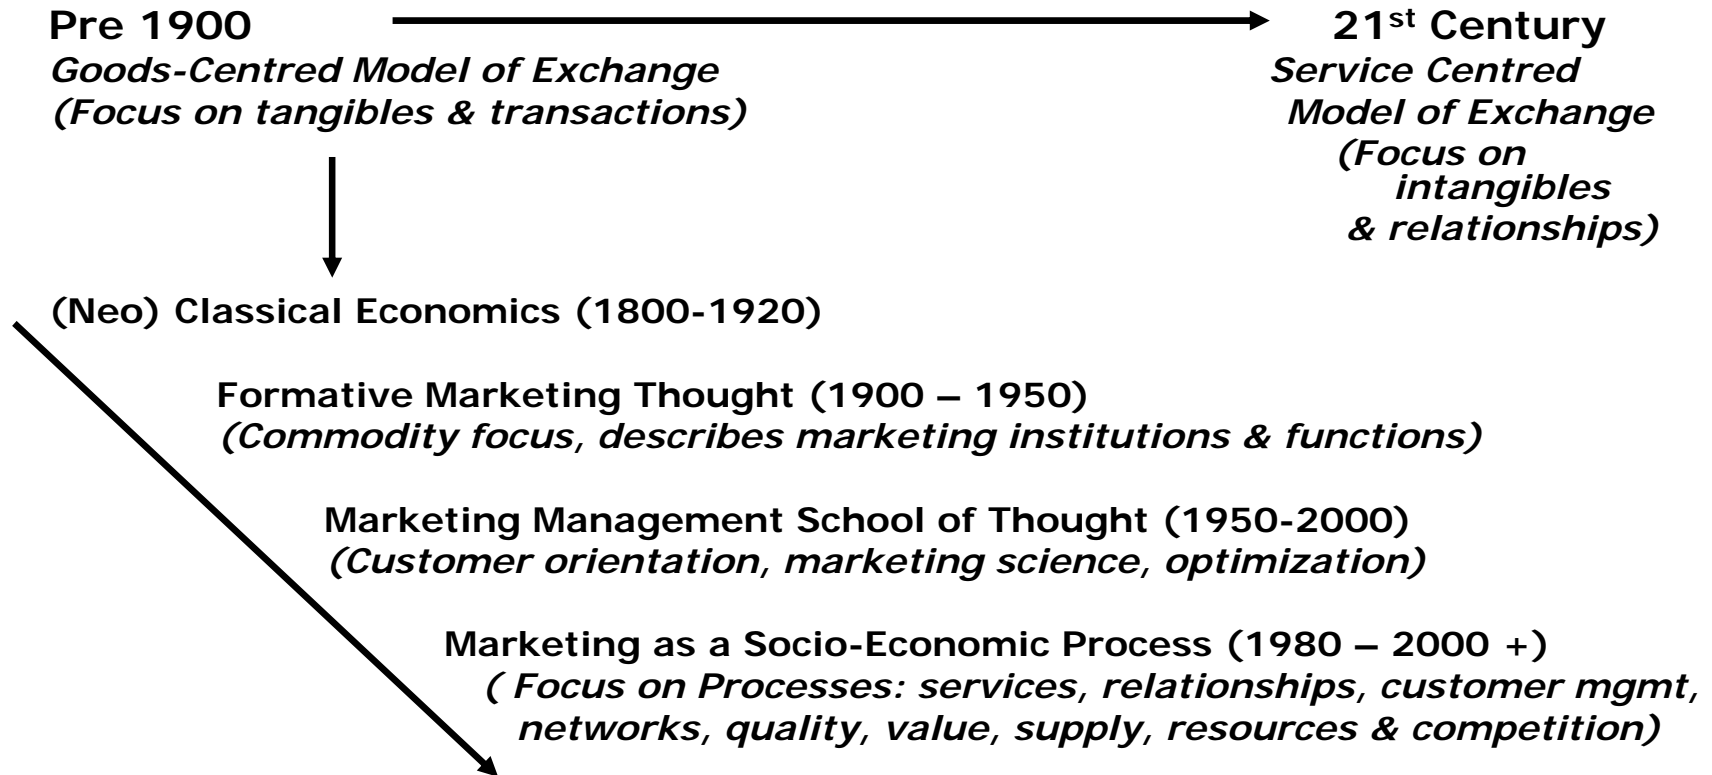 Pre 1900
Goods-Centred Model of Exchange
(Focus on tangibles & transactions)
21st Century
Service Centred
Model of Exchange
(Focus on
intangibles
& relationships)
(Neo) Classical Economics (1800-1920)
Formative Marketing Thought (1900 – 1950)
(Commodity focus, describes marketing institutions & functions)
Marketing Management School of Thought (1950-2000)
(Customer orientation, marketing science, optimization)
Marketing as a Socio-Economic Process (1980 – 2000 +)
( Focus on Processes: services, relationships, customer mgmt,
networks, quality, value, supply, resources & competition)